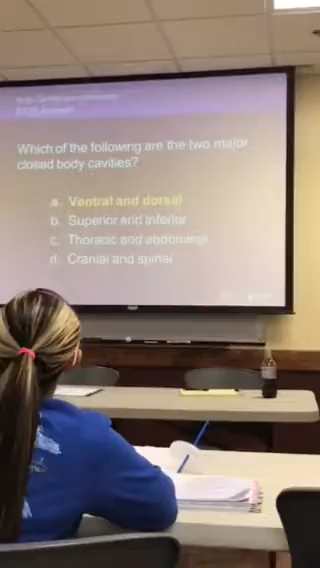 Which of the following are the two major
closed body cavities?
a. Ventral and dorsal
b. Superior and inferior
c. Thoracic and abdominal
d. Cranial and spinal